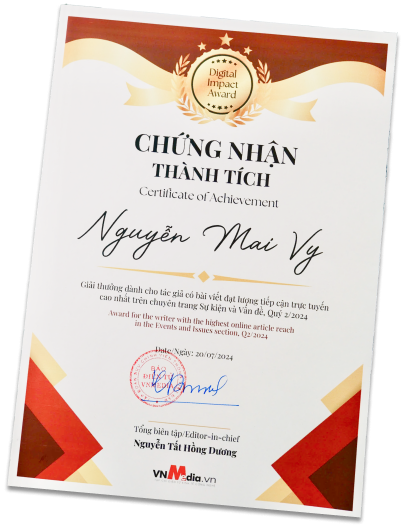 Digital
Impact
Award
CHỨNG NHẬN
THÀNH TÍCH
Certificate of Achievement
Nguyễn Mai Vy
Giải thưởng dành cho tác giả có bài viết đạt lượng tiếp cận trực tuyến
cao nhất trên chuyên trang Sự kiện và Vấn đề, Quý 2/2024
Award for the writer with the highest online article reach
in the Events and Issues section, Q2/2024
Date/Ngày: 20/07/2024
BÁO
ĐIỆN TỬ
VNMEDIA
Tổng biên tập/Editor-in-chief
Nguyễn Tất Hồng Dương
VNMedia.vn